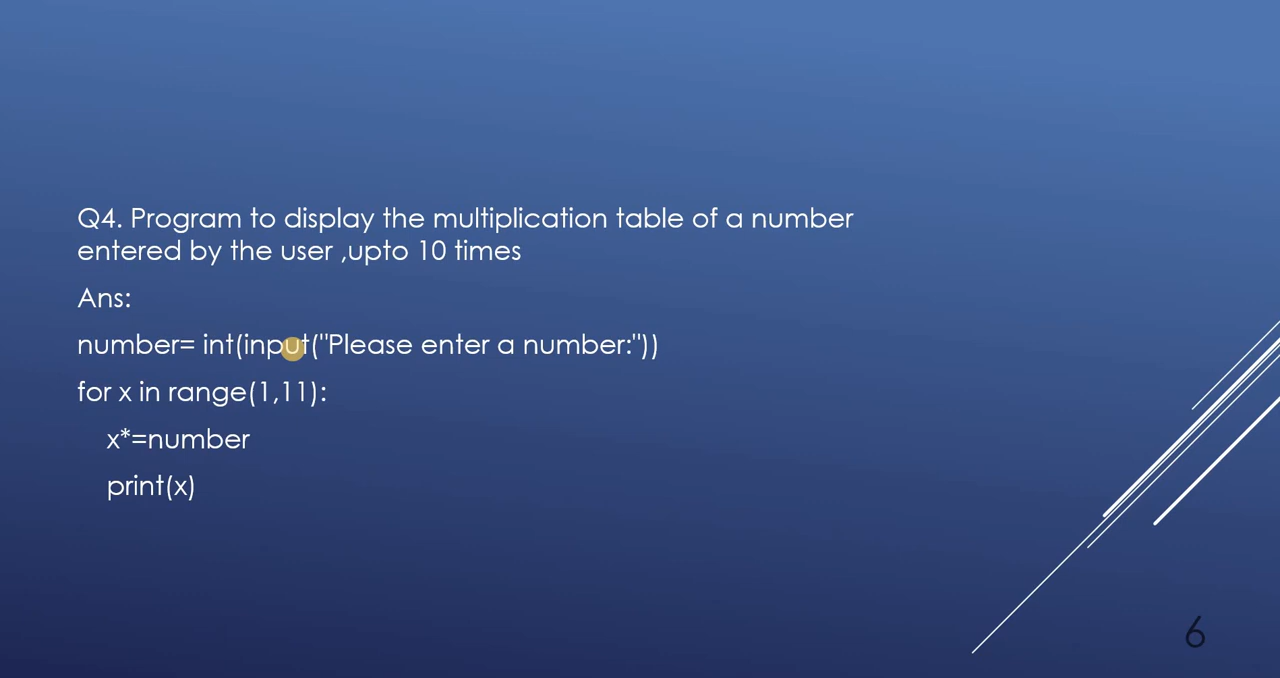 Q4. Program to display the multiplication table of a number
entered by the user ,upto 10 times
Ans:
number= int(input("Please enter a number:"))
for x in range(1,11):
x*=number
print(x)
6